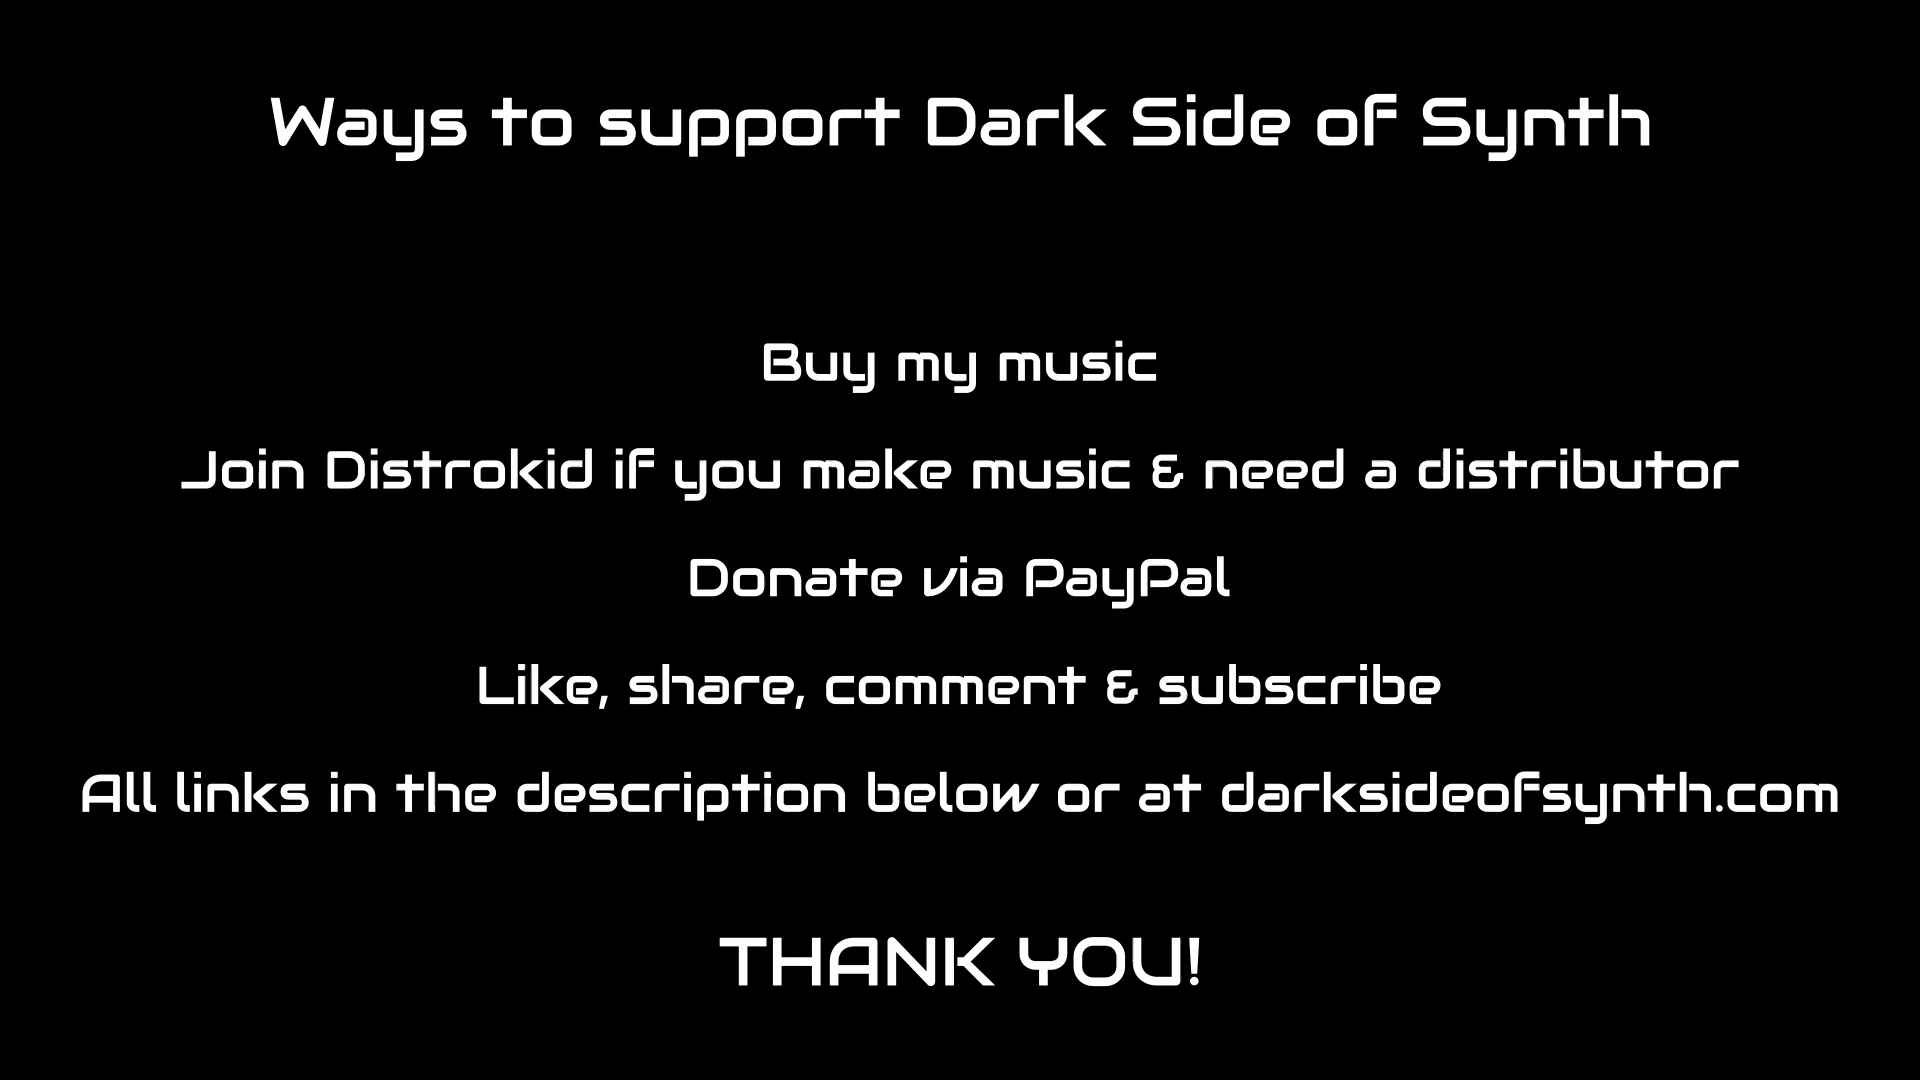 Ways to support Dark Side of Synth
Buy my music
Join Distrokid if you make music & need a distributor
Donate via PayPal
Like, share, comment & subscribe
All links in the description below or at darksideofsynth.com
THANK YOU!